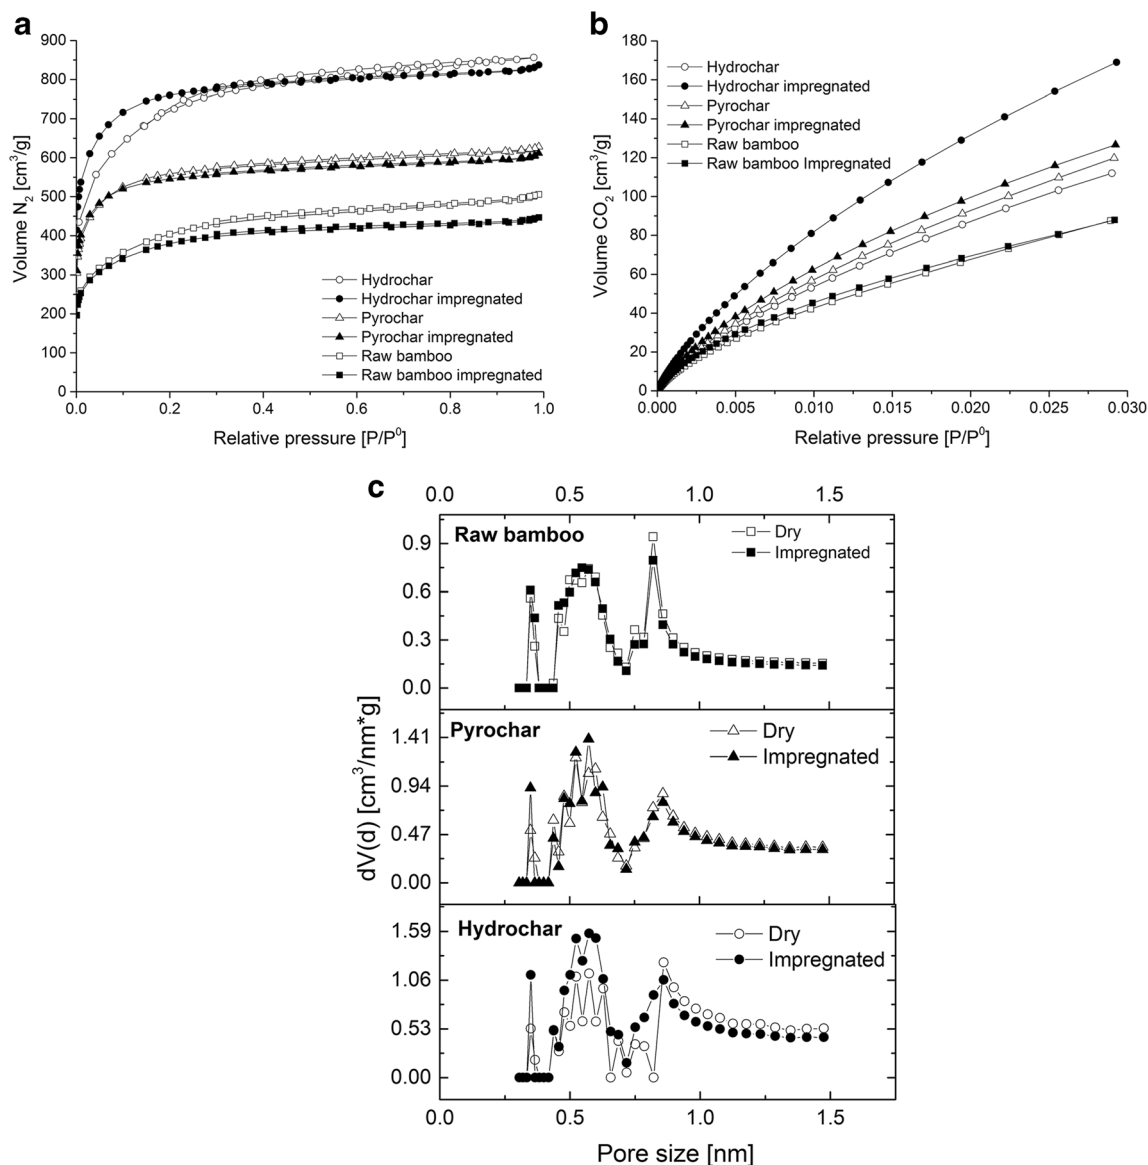 a
900
800
700
600
500
400
300
200
100
0
Volume N2 [cm3/g]
Hydrochar
Hydrochar impregnated
Pyrochar
Pyrochar impregnated
Raw bamboo
Raw bamboo impregnated
0.0 0.2 0.4 0.6 0.8 1.0
Relative pressure [P/P0]
b
180
160
140
120
100
80
60
40
20
0
Volume CO2 [cm3/g]
Hydrochar
Hydrochar impregnated
Pyrochar
Pyrochar impregnated
Raw bamboo
Raw bamboo Impregnated
0.000 0.005 0.010 0.015 0.020 0.025 0.030
Relative pressure [P/P0]
c
0.0 0.5 1.0 1.5
Raw bamboo
Dry
Impregnated
0.9
0.6
0.3
0.0
Pyrochar
Dry
Impregnated
1.41
0.94
0.47
0.00
dV(d) [cm3/nm*g]
Hydrochar
Dry
Impregnated
1.59
1.06
0.53
0.00
0.0 0.5 1.0 1.5
Pore size [nm]